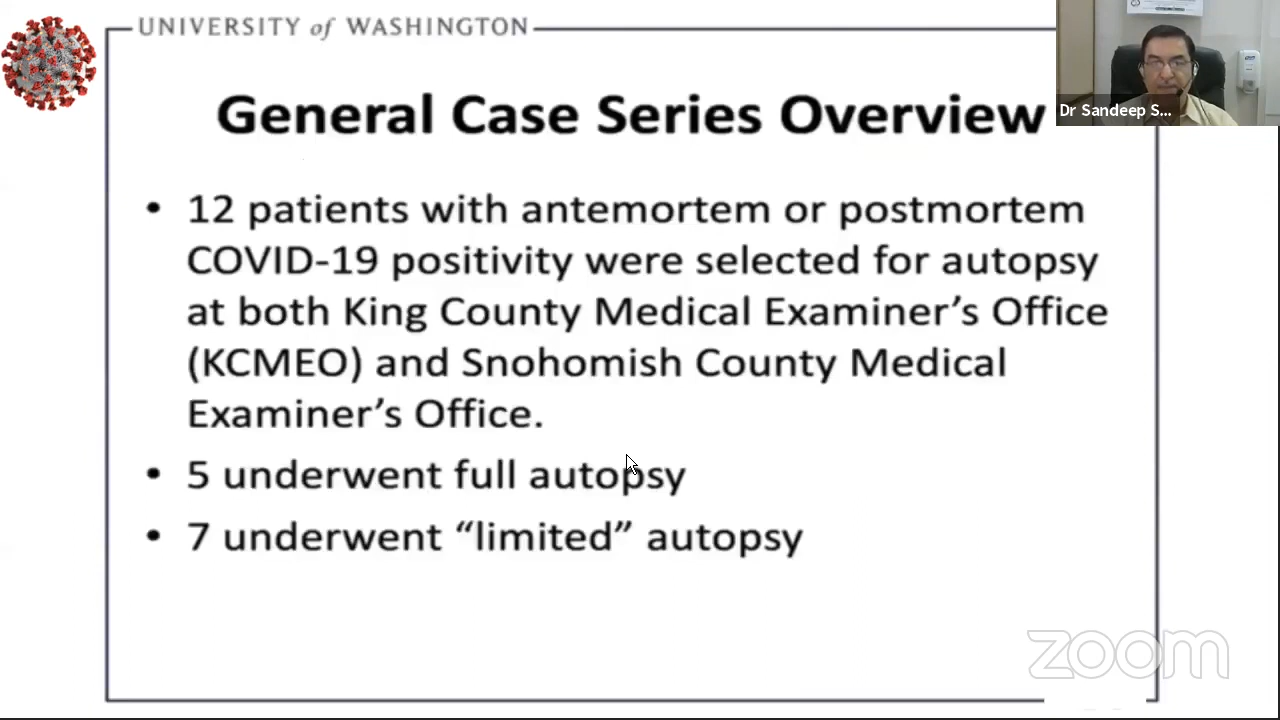 UNIVERSITY of WASHINGTON
General Case Series Overview
Dr Sandeep S...
• 12 patients with antemortem or postmortem
COVID-19 positivity were selected for autopsy
at both King County Medical Examiner’s Office
(KCMEO) and Snohomish County Medical
Examiner’s Office.
• 5 underwent full autopsy
• 7 underwent “limited” autopsy
zoom